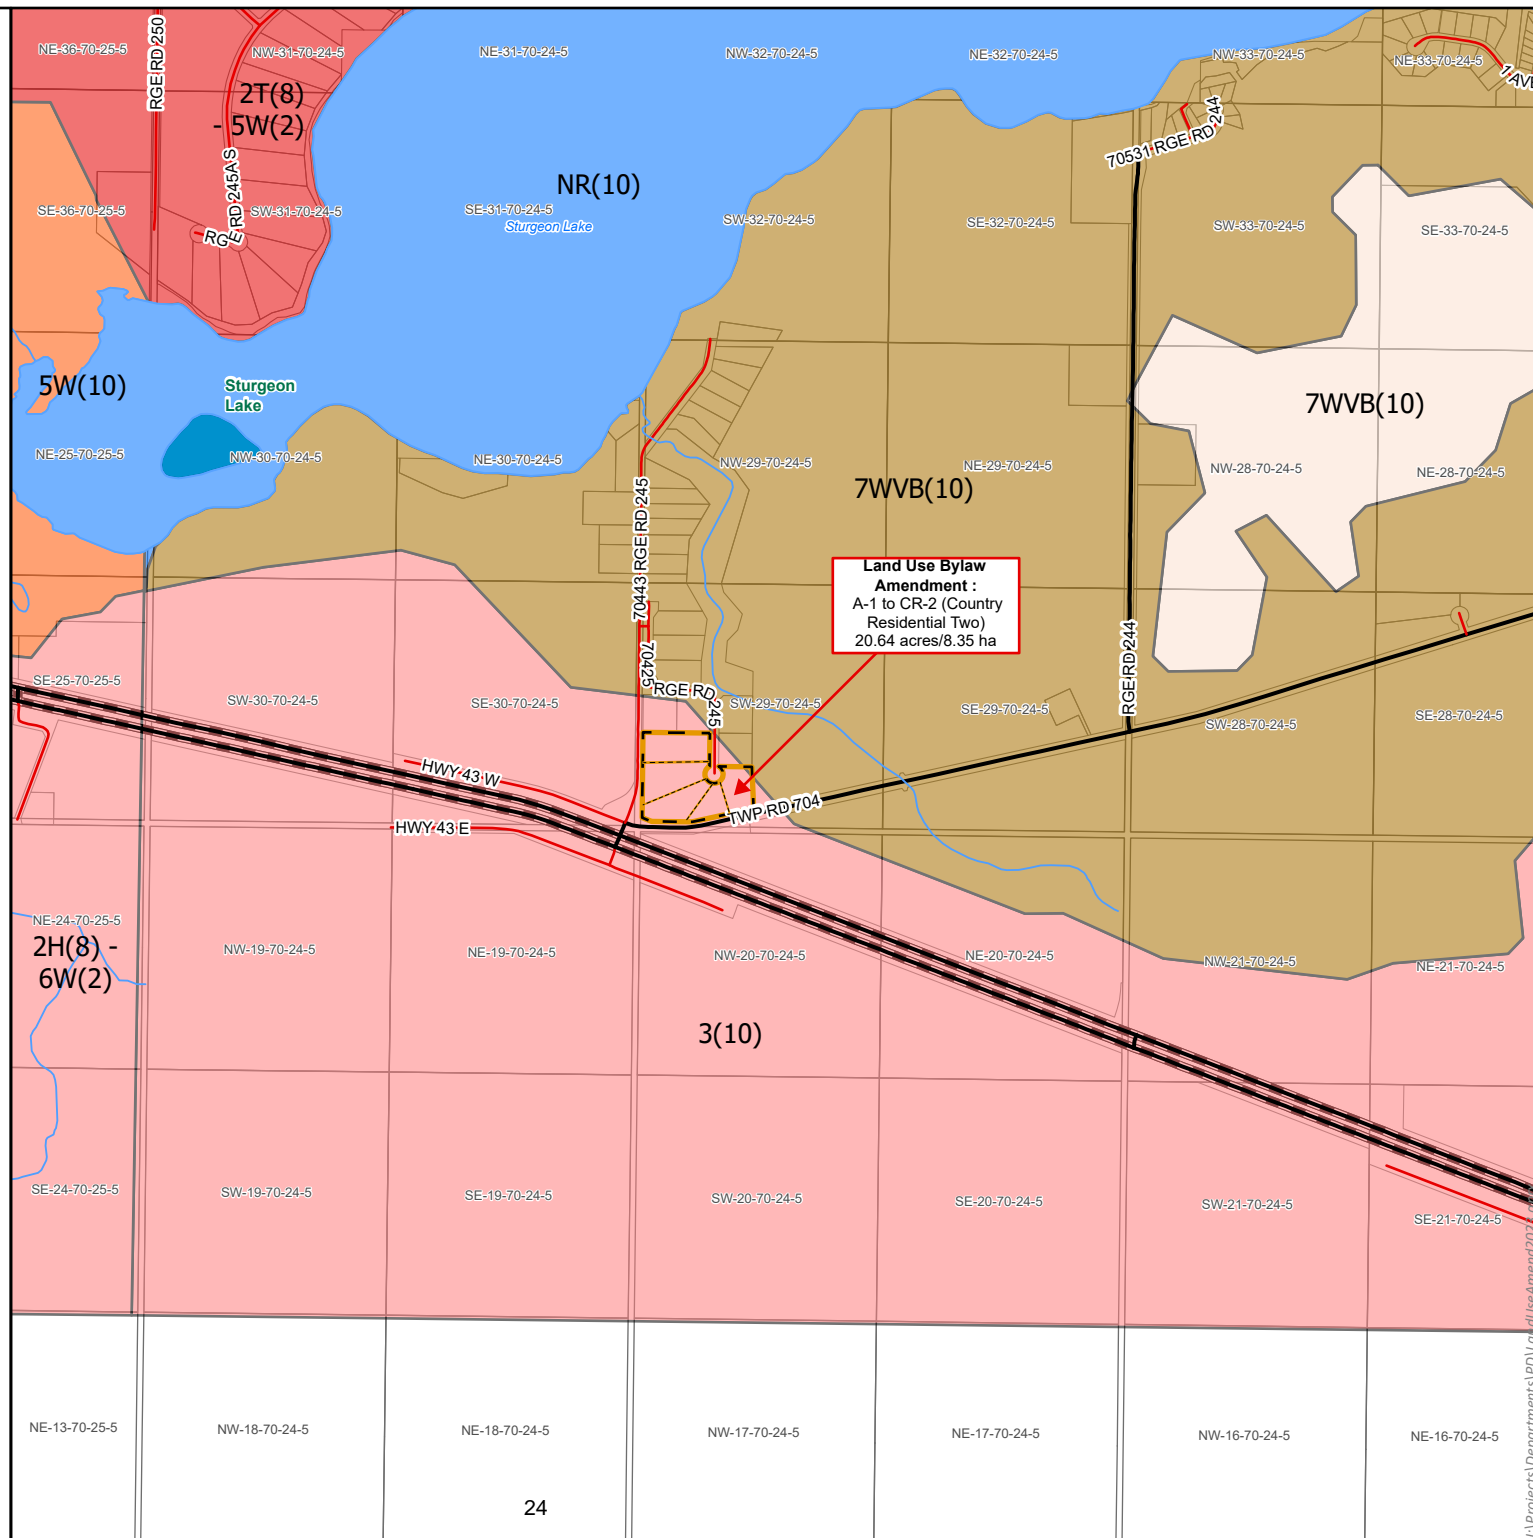 NE-36-70-25-5
RGE RD 250
NW-31-70-24-5
NE-31-70-24-5
NW-32-70-24-5
NE-32-70-24-5
NW-33-70-24-5
NE-33-70-24-5
1 AVE
2T(8)
- 5W(2)
70531 RGE RD 244
NR(10)
RGE RD 245A S
SE-36-70-25-5
SW-31-70-24-5
SE-31-70-24-5
Sturgeon Lake
SW-32-70-24-5
SE-32-70-24-5
SW-33-70-24-5
SE-33-70-24-5
RGE
5W(10)
Sturgeon
Lake
7WVB(10)
NE-25-70-25-5
NW-30-70-24-5
NE-30-70-24-5
NW-29-70-24-5
NE-29-70-24-5
NW-28-70-24-5
NE-28-70-24-5
7WVB(10)
70443 RGE RD 245
Land Use Bylaw
Amendment :
A-1 to CR-2 (Country
Residential Two)
20.64 acres/8.35 ha
70425 RGE RD 245
RGE RD 244
SE-25-70-25-5
SW-30-70-24-5
SE-30-70-24-5
SW-29-70-24-5
SE-29-70-24-5
SW-28-70-24-5
SE-28-70-24-5
HWY 43 W
TWP RD 704
HWY 43 E
NE-24-70-25-5
2H(8) -
6W(2)
NW-19-70-24-5
NE-19-70-24-5
NW-20-70-24-5
NE-20-70-24-5
NW-21-70-24-5
NE-21-70-24-5
3(10)
SE-24-70-25-5
SW-19-70-24-5
SE-19-70-24-5
SW-20-70-24-5
SE-20-70-24-5
SW-21-70-24-5
SE-21-70-24-5
NE-13-70-25-5
NW-18-70-24-5
NE-18-70-24-5
NW-17-70-24-5
NE-17-70-24-5
NW-16-70-24-5
NE-16-70-24-5
24
\Projects\Departments\PD\LandUseAmend202